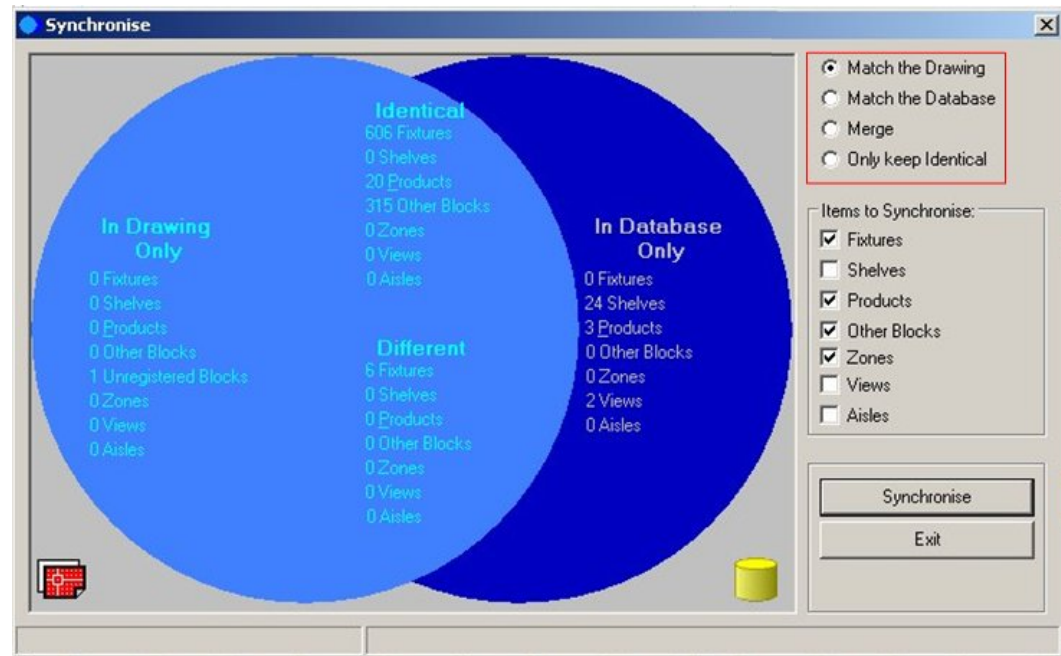 Synchronise
Identical
606 Fixtures
0 Shelves
20 Products
315 Other Blocks
0 Zones
0 Views
0 Aisles
In Drawing
Only
0 Fixtures
0 Shelves
0 Products
0 Other Blocks
1 Unregistered Blocks
0 Zones
0 Views
0 Aisles
Different
6 Fixtures
0 Shelves
0 Products
0 Other Blocks
0 Zones
0 Views
0 Aisles
In Database
Only
0 Fixtures
24 Shelves
3 Products
0 Other Blocks
0 Zones
2 Views
0 Aisles
Match the Drawing
Match the Database
Merge
Only keep Identical
Items to Synchronise:
Fixtures
Shelves
Products
Other Blocks
Zones
Views
Aisles
Synchronise
Exit